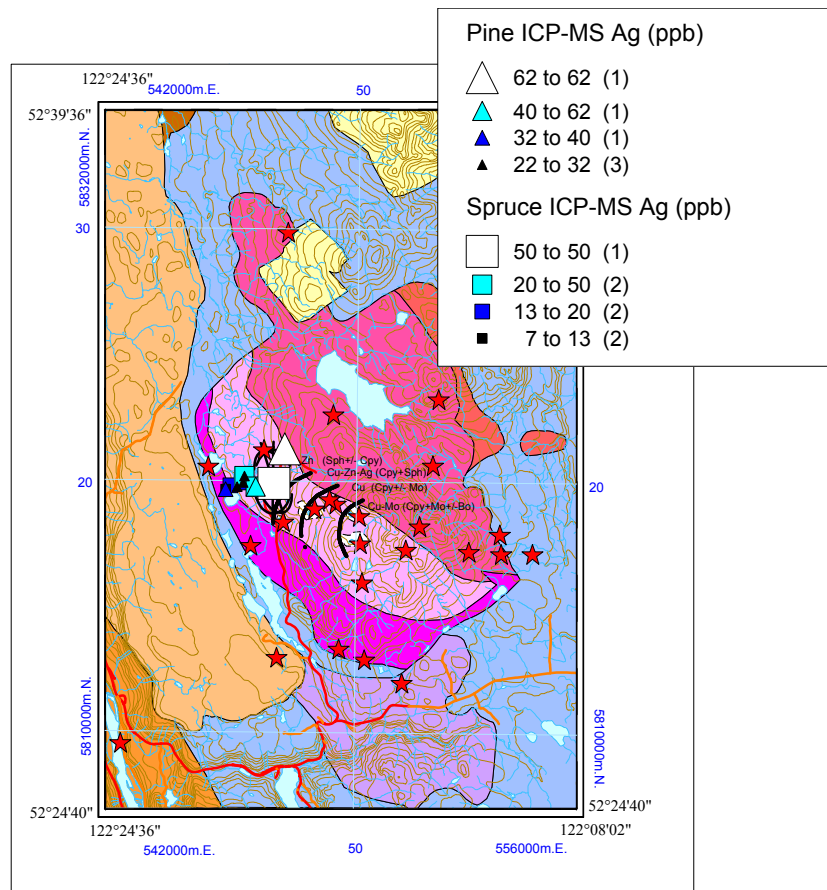 Pine ICP-MS Ag (ppb)
62 to 62 (1)
40 to 62 (1)
32 to 40 (1)
22 to 32 (3)
Spruce ICP-MS Ag (ppb)
50 to 50 (1)
20 to 50 (2)
13 to 20 (2)
7 to 13 (2)
122°24'36"
542000m.E.
50
52°39'36"
5832000m.N.
30
Zn (Sph+/- Cpy)
Cu-Zn-Ag (Cpy+Sph)
20
20
Cu (Cpy+/- Mo)
Cu-Mo (Cpy+Mo+/-Bo)
5810000m.N.
5810000m.N.
52°24'40"
52°24'40"
122°24'36"
122°08'02"
542000m.E.
50
556000m.E.